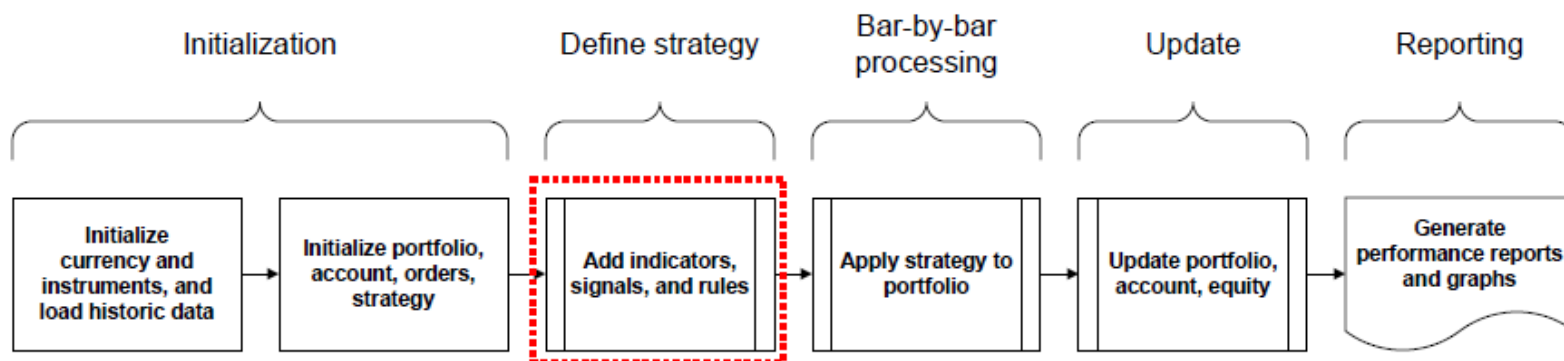 Initialization
Define strategy
Bar-by-bar
processing
Update
Reporting
Initialize
currency and
instruments, and
load historic data
Initialize portfolio,
account, orders,
strategy
Add indicators,
signals, and rules
Apply strategy to
portfolio
Update portfolio,
account, equity
Generate
performance reports
and graphs